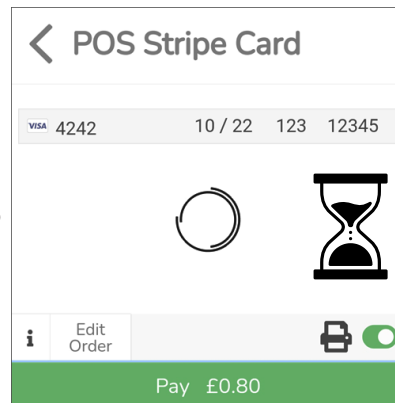 POS Stripe Card
VISA 4242 10 / 22 123 12345
i Edit
Order
Pay £0.80